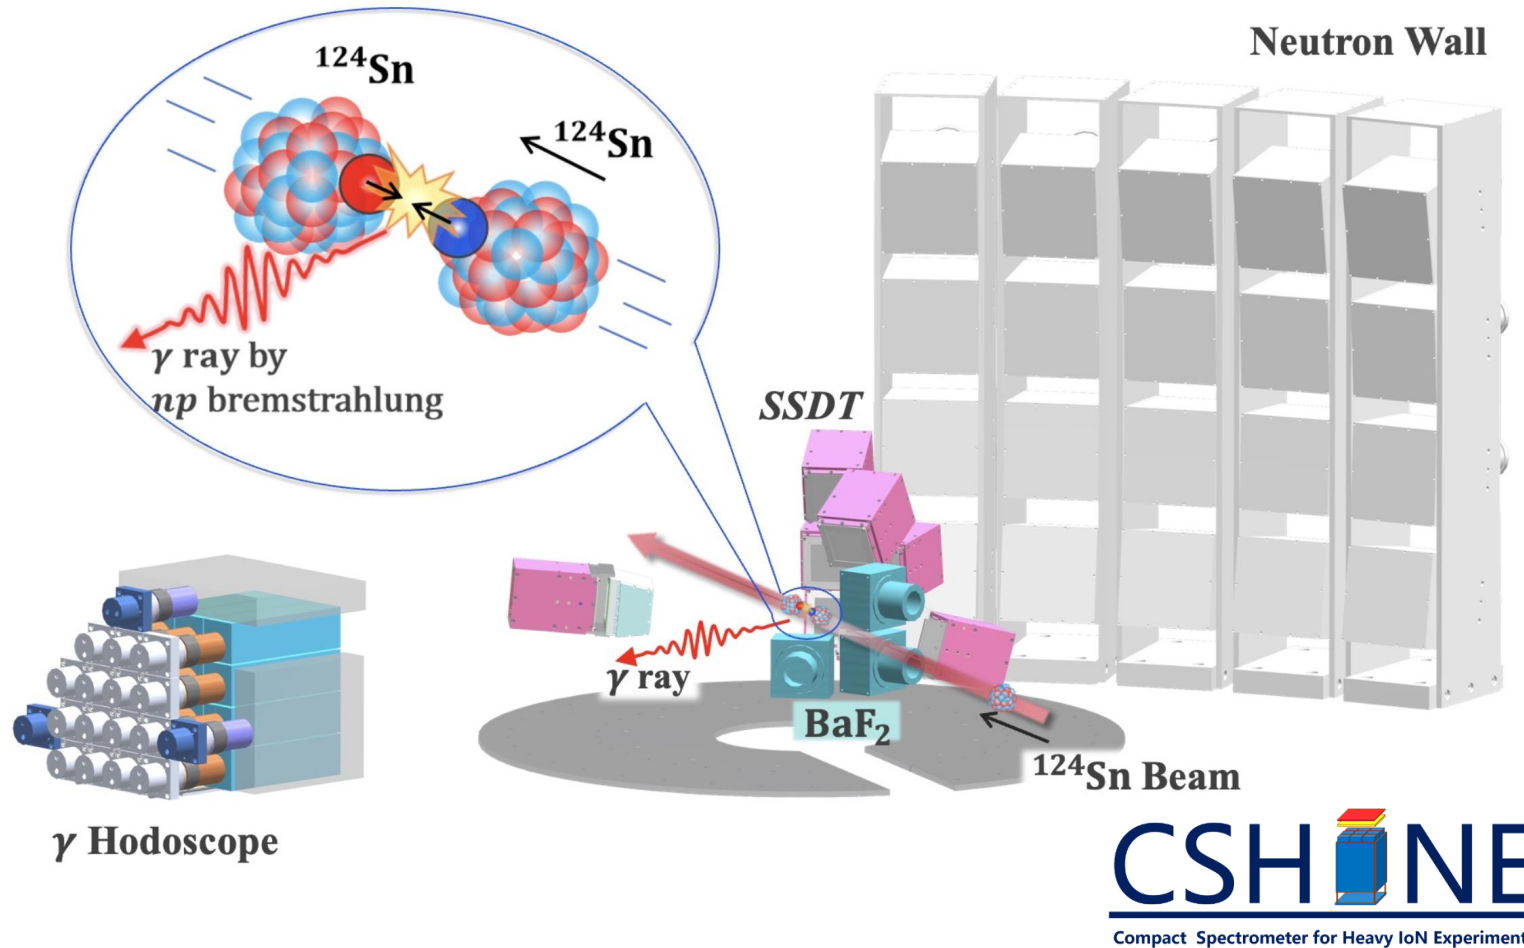 Neutron Wall
¹²⁴Sn
¹²⁴Sn
γ ray by
np bremstrahlung
SSDT
γ ray
BaF₂
¹²⁴Sn Beam
γ Hodoscope
CSHINE
Compact Spectrometer for Heavy IoN Experiment